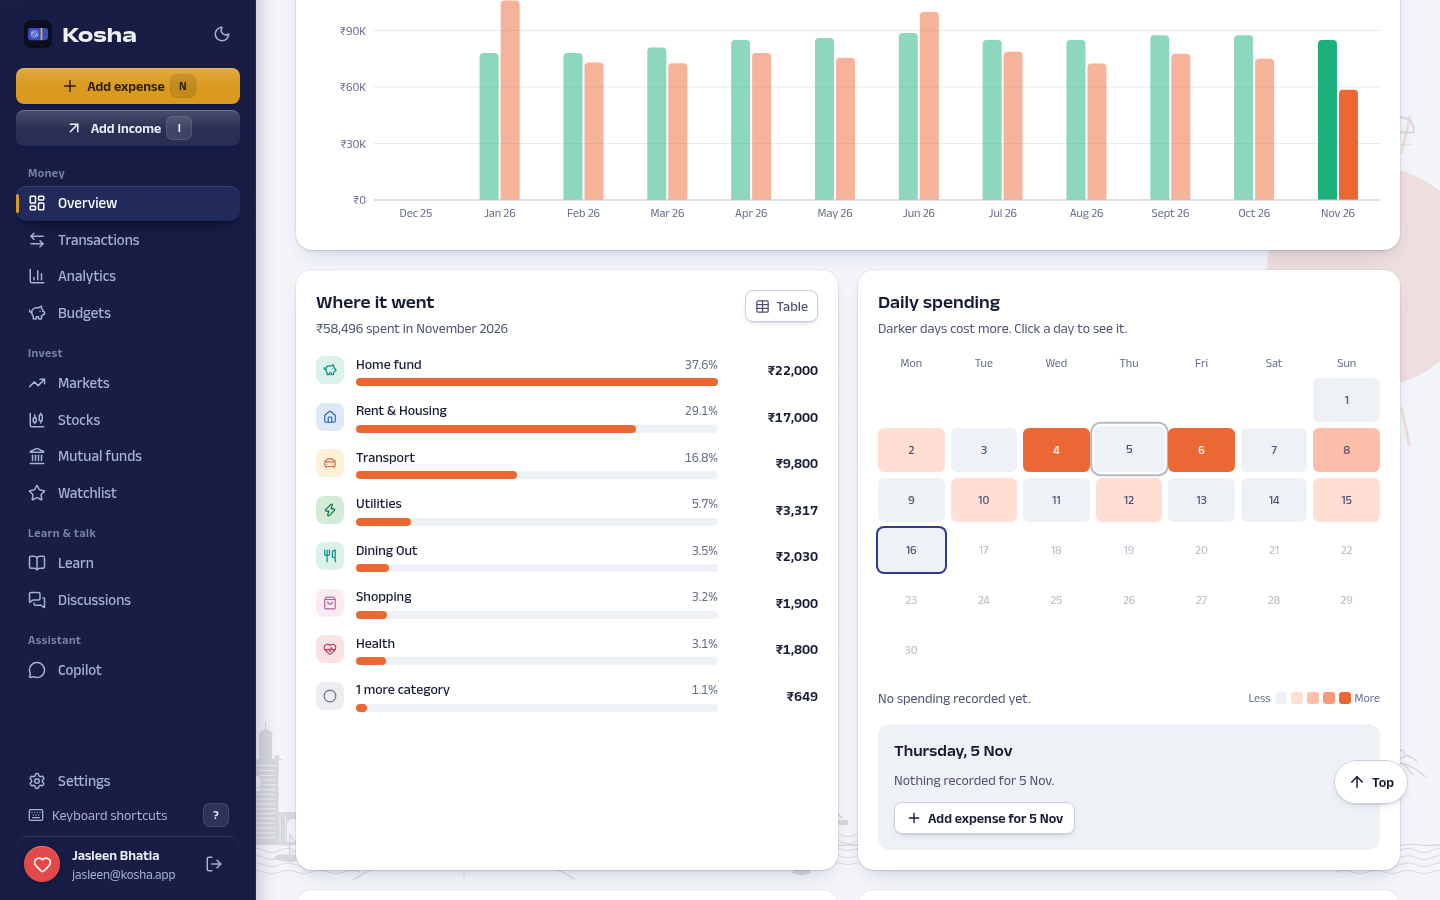 Kosha
Add expense N
Add income I
Money
Overview
Transactions
Analytics
Budgets
Invest
Markets
Stocks
Mutual funds
Watchlist
Learn & talk
Learn
Discussions
Assistant
Copilot
Settings
Keyboard shortcuts ?
Jasleen Bhatia
jasleen@kosha.app
₹90K
₹60K
₹30K
₹0
Dec 25 Jan 26 Feb 26 Mar 26 Apr 26 May 26 Jun 26 Jul 26 Aug 26 Sept 26 Oct 26 Nov 26
Where it went
Table
₹58,496 spent in November 2026
Home fund 37.6% ₹22,000
Rent & Housing 29.1% ₹17,000
Transport 16.8% ₹9,800
Utilities 5.7% ₹3,317
Dining Out 3.5% ₹2,030
Shopping 3.2% ₹1,900
Health 3.1% ₹1,800
1 more category 1.1% ₹649
Daily spending
Darker days cost more. Click a day to see it.
Mon Tue Wed Thu Fri Sat Sun
1
2 3 4 5 6 7 8
9 10 11 12 13 14 15
16 17 18 19 20 21 22
23 24 25 26 27 28 29
30
No spending recorded yet.
Less More
Thursday, 5 Nov
Nothing recorded for 5 Nov.
Add expense for 5 Nov
Top